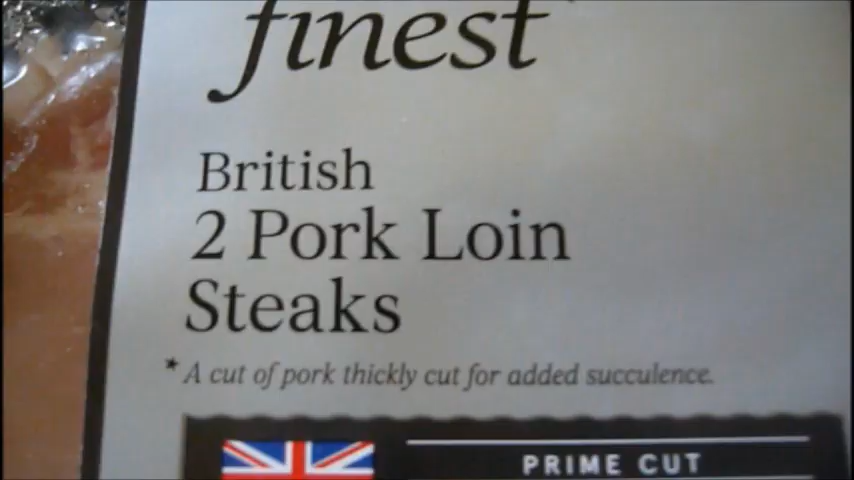 finest
British
2 Pork Loin
Steaks
* A cut of pork thickly cut for added succulence.
PRIME CUT